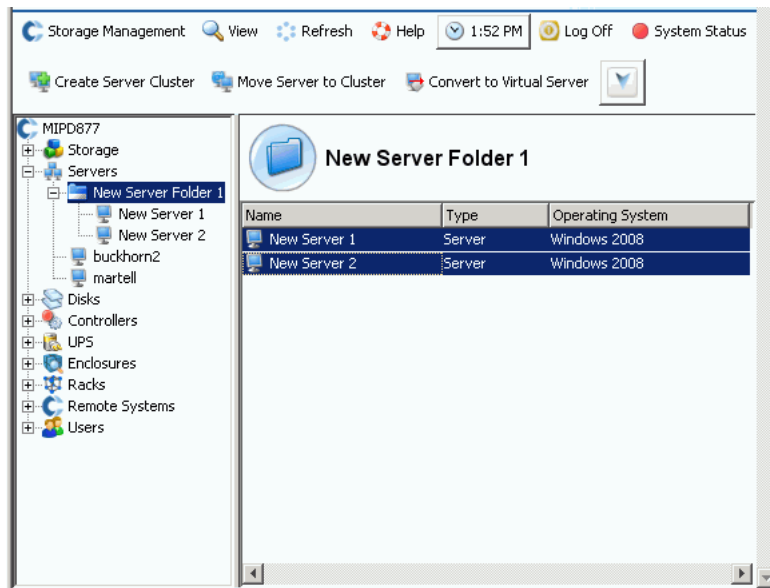 Storage Management View Refresh Help 1:52 PM Log Off System Status
Create Server Cluster Move Server to Cluster Convert to Virtual Server
MIPD877
Storage
Servers
New Server Folder 1
New Server 1
New Server 2
buckhorn2
martell
Disks
Controllers
UPS
Enclosures
Racks
Remote Systems
Users
New Server Folder 1
Name Type Operating System
New Server 1 Server Windows 2008
New Server 2 Server Windows 2008